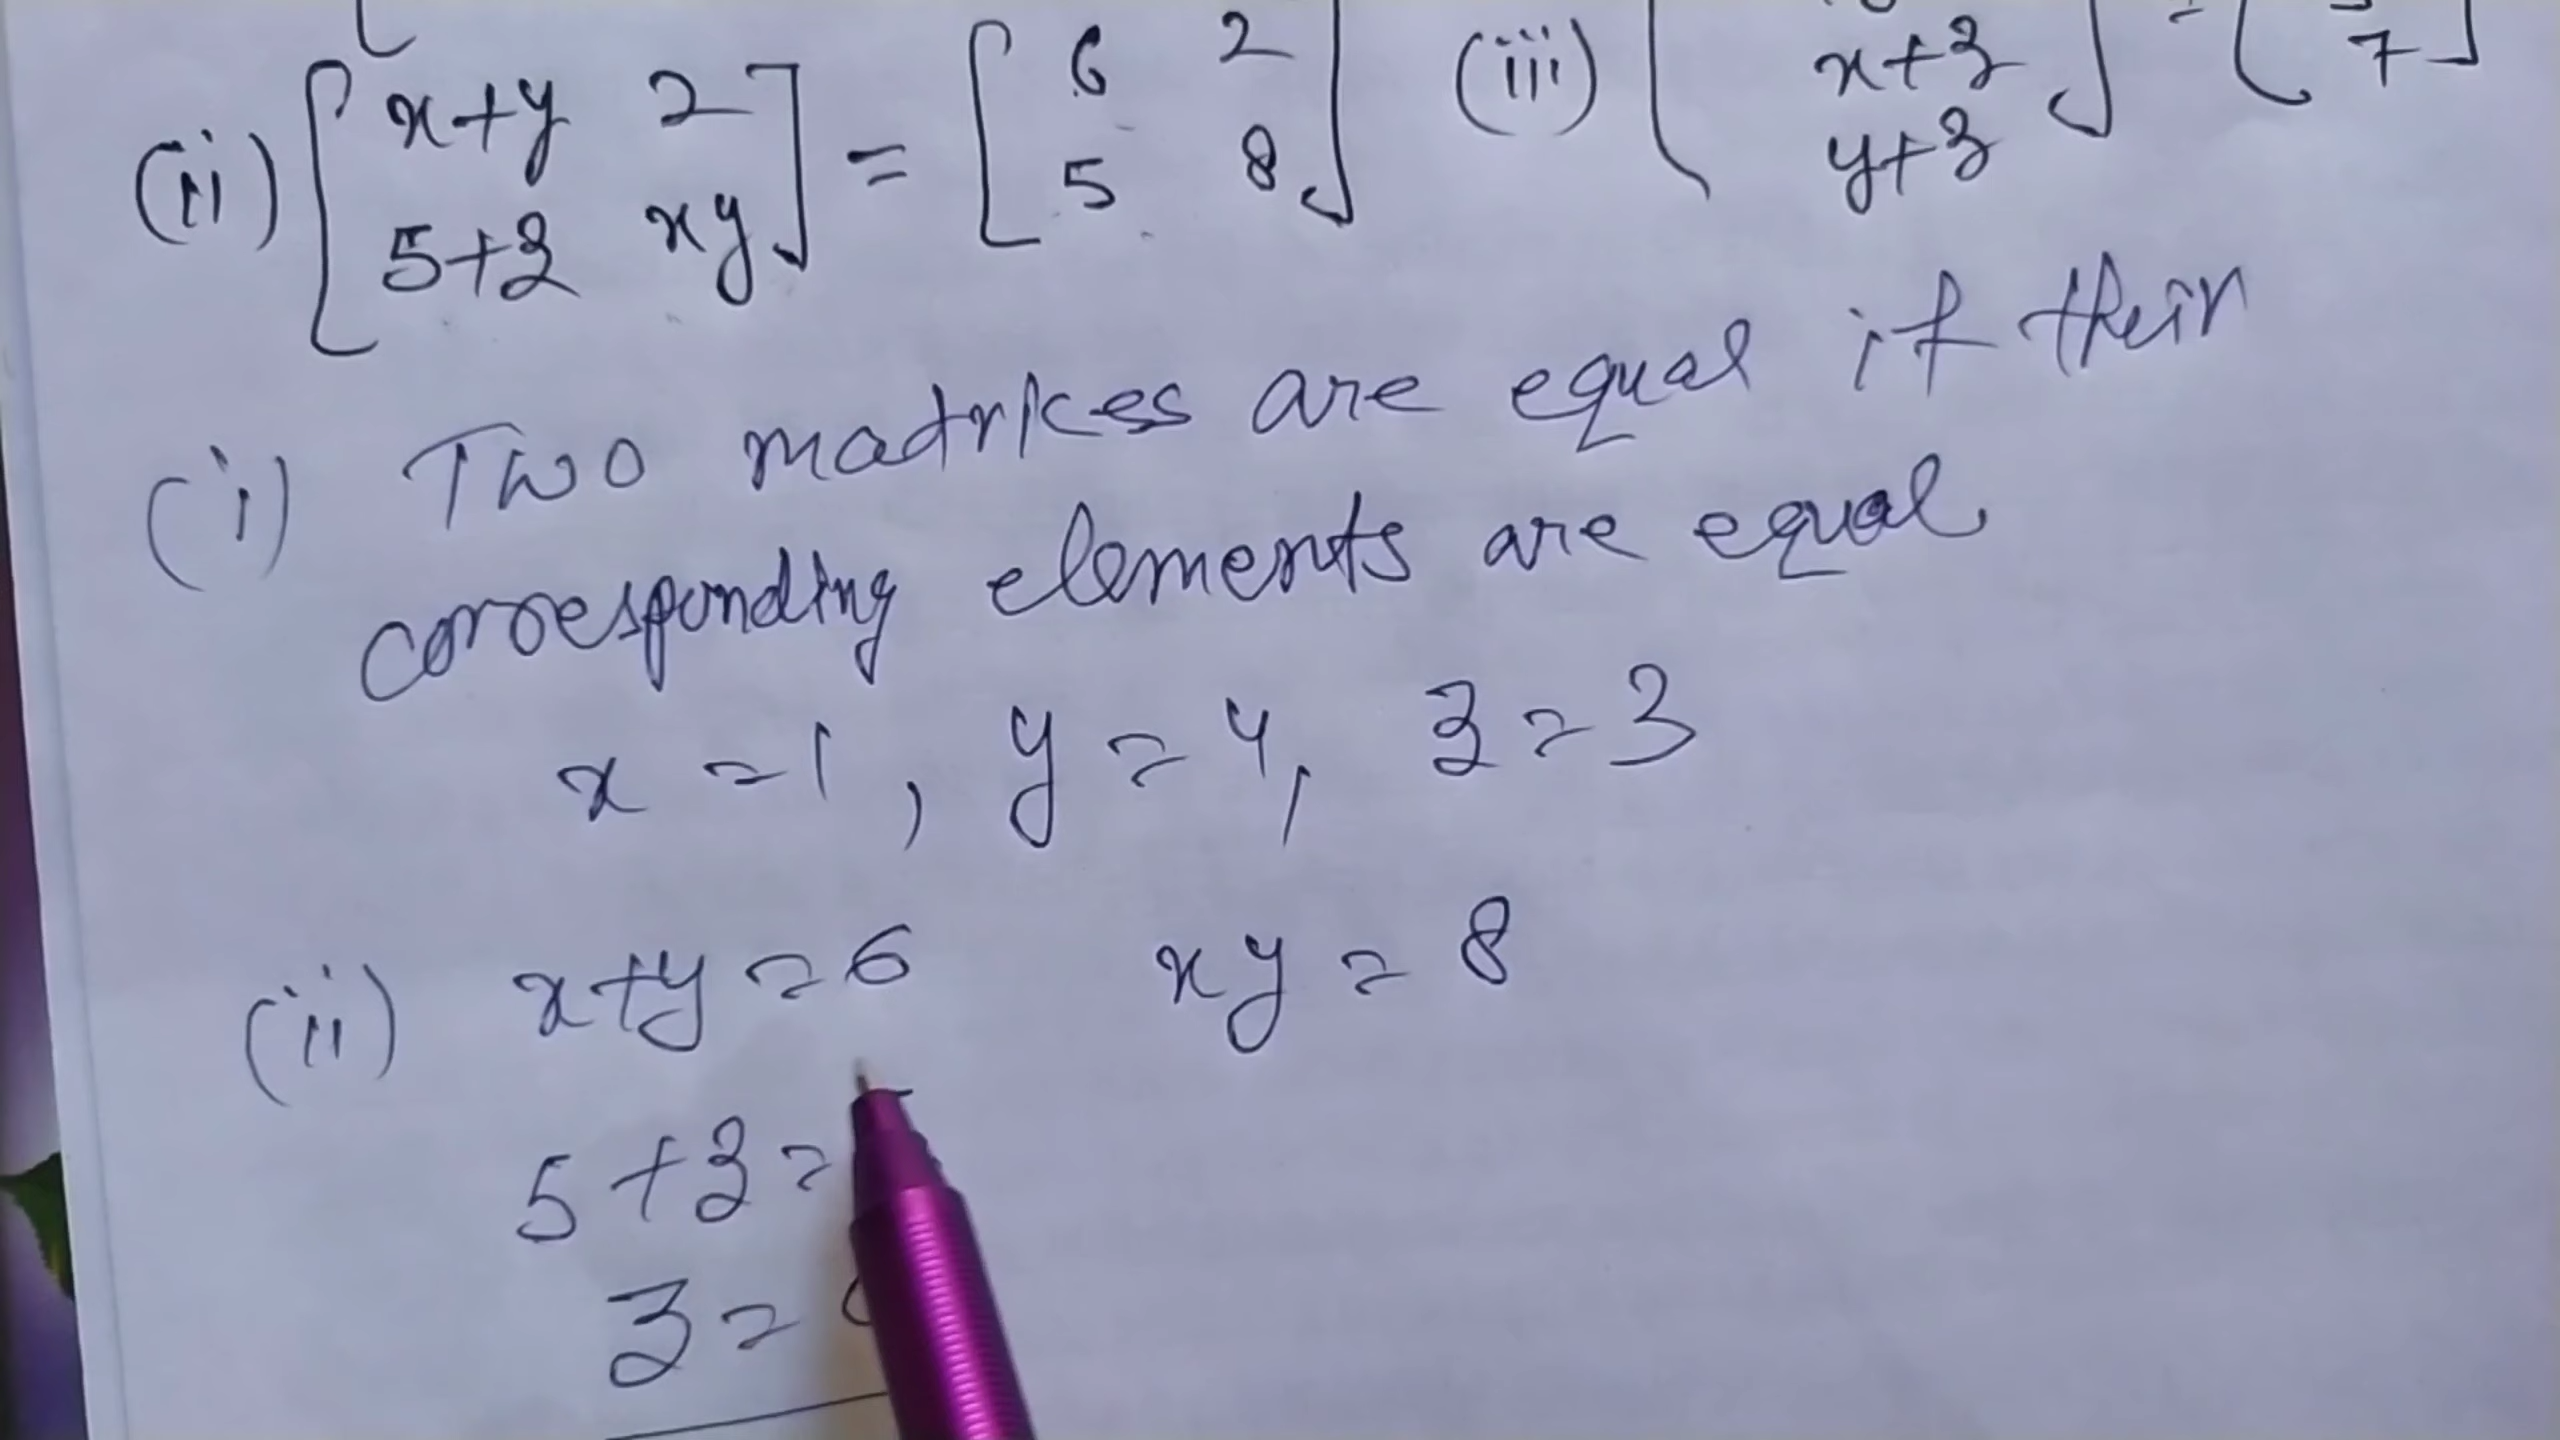 (ii) [ x+y 2 ] = [ 6 2 ] (iii) [ x+z ] = [ 7 ]
5+z xy 5 8 y+z
(i) Two matrices are equal if their
corresponding elements are equal
x = 1, y = 4, z = 3
(ii) x+y = 6 xy = 8
5+z =
z =